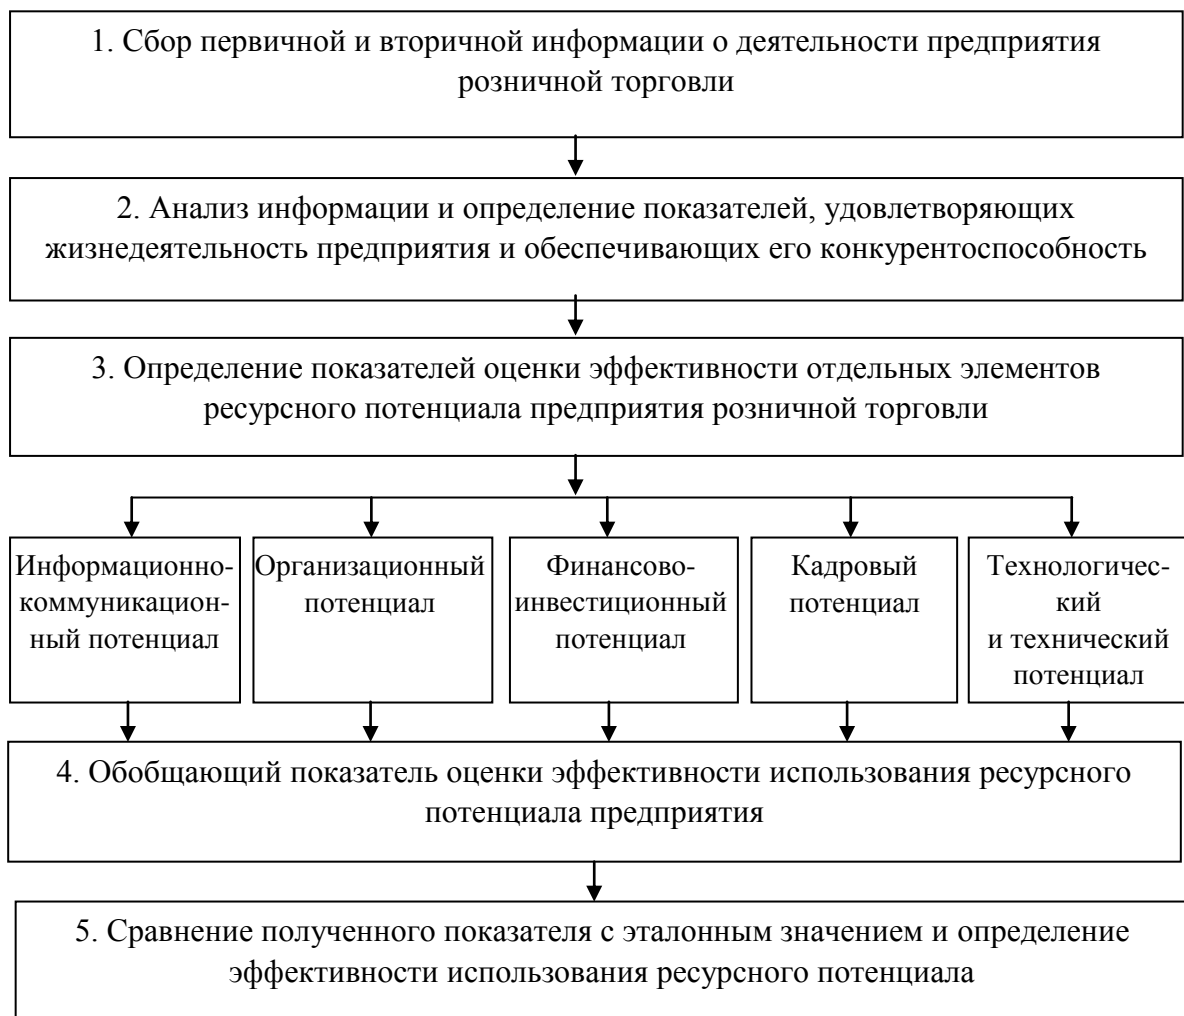 1. Сбор первичной и вторичной информации о деятельности предприятия
розничной торговли
2. Анализ информации и определение показателей, удовлетворяющих
жизнедеятельность предприятия и обеспечивающих его конкурентоспособность
3. Определение показателей оценки эффективности отдельных элементов
ресурсного потенциала предприятия розничной торговли
Информационно-
коммуникацион-
ный потенциал
Организационный
потенциал
Финансово-
инвестиционный
потенциал
Кадровый
потенциал
Технологичес-
кий
и технический
потенциал
4. Обобщающий показатель оценки эффективности использования ресурсного
потенциала предприятия
5. Сравнение полученного показателя с эталонным значением и определение
эффективности использования ресурсного потенциала